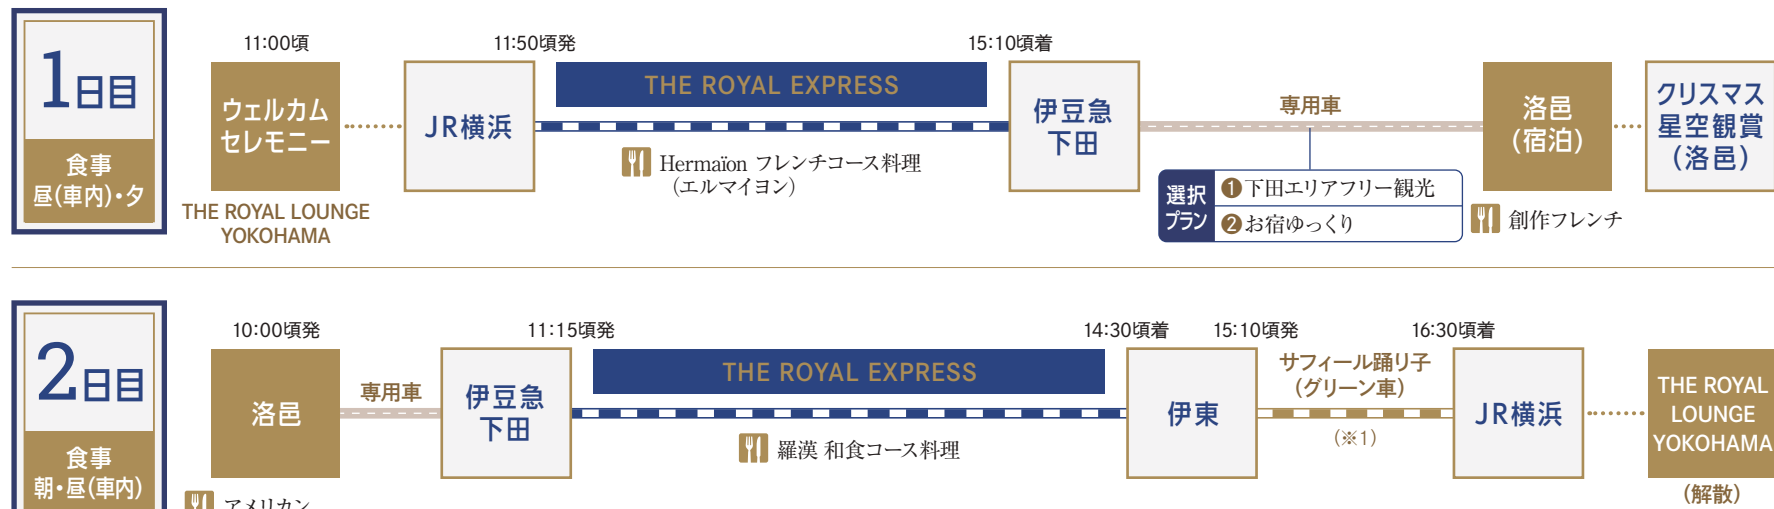 1日目
食事
昼(車内)・夕
11:00頃
ウェルカム
セレモニー
THE ROYAL LOUNGE
YOKOHAMA
11:50頃発
JR横浜
THE ROYAL EXPRESS
Hermaïon フレンチコース料理
（エルマイヨン）
15:10頃着
伊豆急
下田
専用車
選択
プラン
❶下田エリアフリー観光
❷お宿ゆっくり
洛邑
(宿泊)
創作フレンチ
クリスマス
星空観賞
(洛邑)
2日目
食事
朝・昼(車内)
10:00頃発
洛邑
アメリカン
専用車
11:15頃発
伊豆急
下田
THE ROYAL EXPRESS
羅漢 和食コース料理
14:30頃着
15:10頃発
伊東
サフィール踊り子
(グリーン車)
(※1)
16:30頃着
JR横浜
THE ROYAL
LOUNGE
YOKOHAMA
(解散)